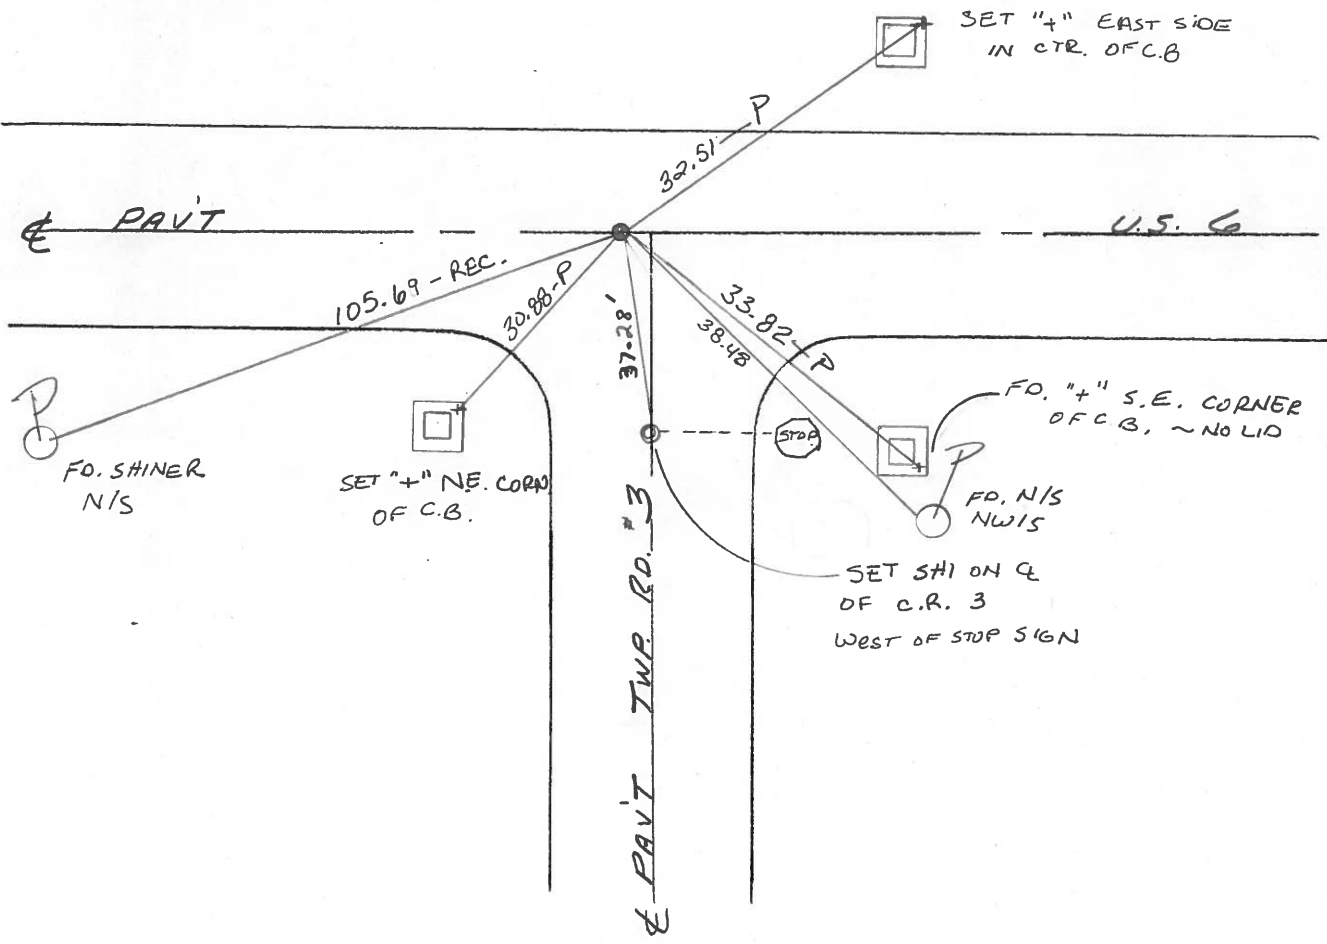 SET "+" EAST SIDE
IN CTR. OF C.B
32.51 - P
℄ PAV'T
U.S. 6
105.69 - REC.
30.88-P
37.28'
33.82 - P
38.48
P
FD. SHINER
N/S
SET "+" N.E. CORN
OF C.B.
STOP
FD. "+" S.E. CORNER
OF C.B. ~ NO LID
P
FD. N/S
NW/S
SET SHI ON ℄
OF C.R. 3
WEST OF STOP SIGN
℄ PAV'T TWP. RD. #3